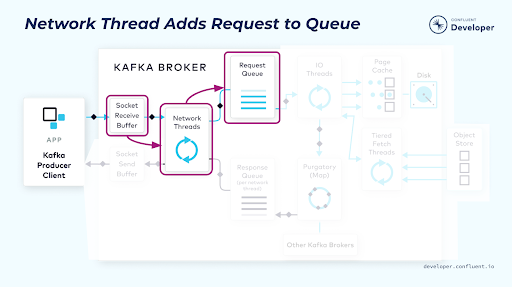 Network Thread Adds Request to Queue
CONFLUENT
Developer
KAFKA BROKER
Request
Queue
IO
Threads
Page
Cache
Disk
Socket
Receive
Buffer
Network
Threads
APP
Kafka
Producer
Client
Socket
Send
Buffer
Response
Queue
(per network
thread)
Purgatory
(Map)
Tiered
Fetch
Threads
Object
Store
Other Kafka Brokers
developer.confluent.io